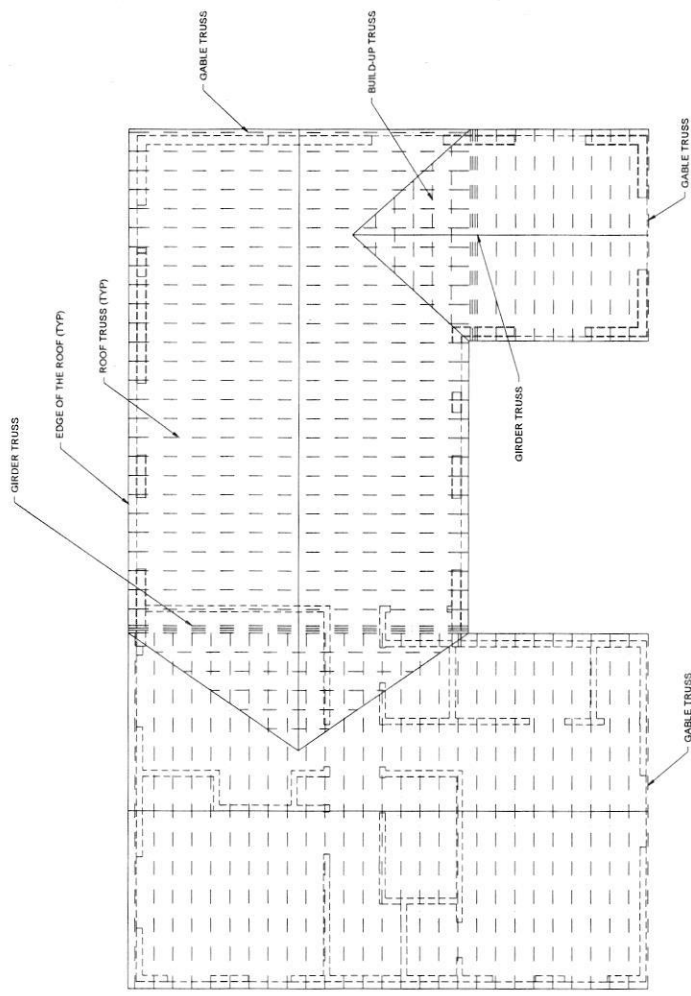 GABLE TRUSS
BUILD-UP TRUSS
GABLE TRUSS
EDGE OF THE ROOF (TYP)
ROOF TRUSS (TYP)
GIRDER TRUSS
GIRDER TRUSS
GABLE TRUSS